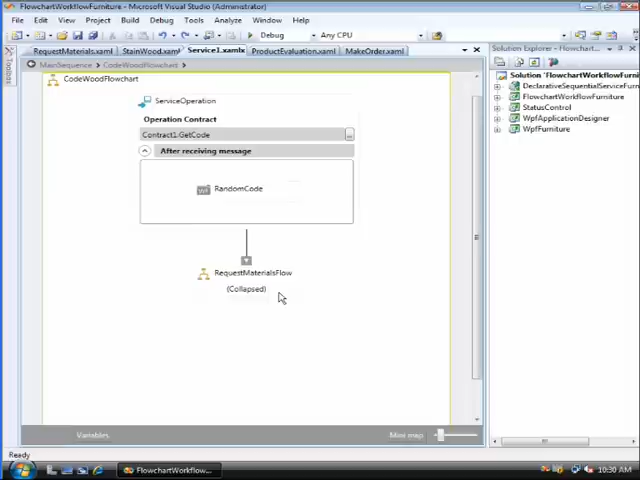 FlowchartWorkflowFurniture - Microsoft Visual Studio
File Edit View Project Build Debug Tools Analyze Window Help
Debug Any CPU
RequestMaterials.xaml StainWood.xaml Service1.xamlx ProductEvaluation.xaml MakeOrder.xaml
Solution Explorer - Flowchart...
Toolbox
MainSequence CodeWoodFlowchart
CodeWoodFlowchart
Solution 'FlowchartWorkflowFurni
DeclarativeSequentialServiceFurn
FlowchartWorkflowFurniture
StatusControl
WpfApplicationDesigner
WpfFurniture
ServiceOperation
Operation Contract
Contract1.GetCode
...
After receiving message
RandomCode
RequestMaterialsFlow
(Collapsed)
Variables
Mini map
Ready
FlowchartWorkflow...
10:30 AM